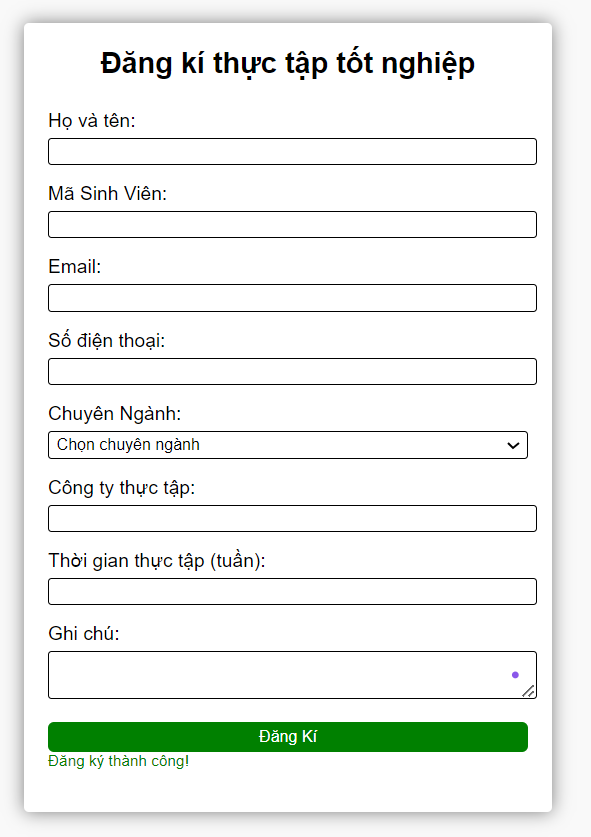 Đăng kí thực tập tốt nghiệp
Họ và tên:
Mã Sinh Viên:
Email:
Số điện thoại:
Chuyên Ngành:
Chọn chuyên ngành
Công ty thực tập:
Thời gian thực tập (tuần):
Ghi chú:
Đăng Kí
Đăng ký thành công!